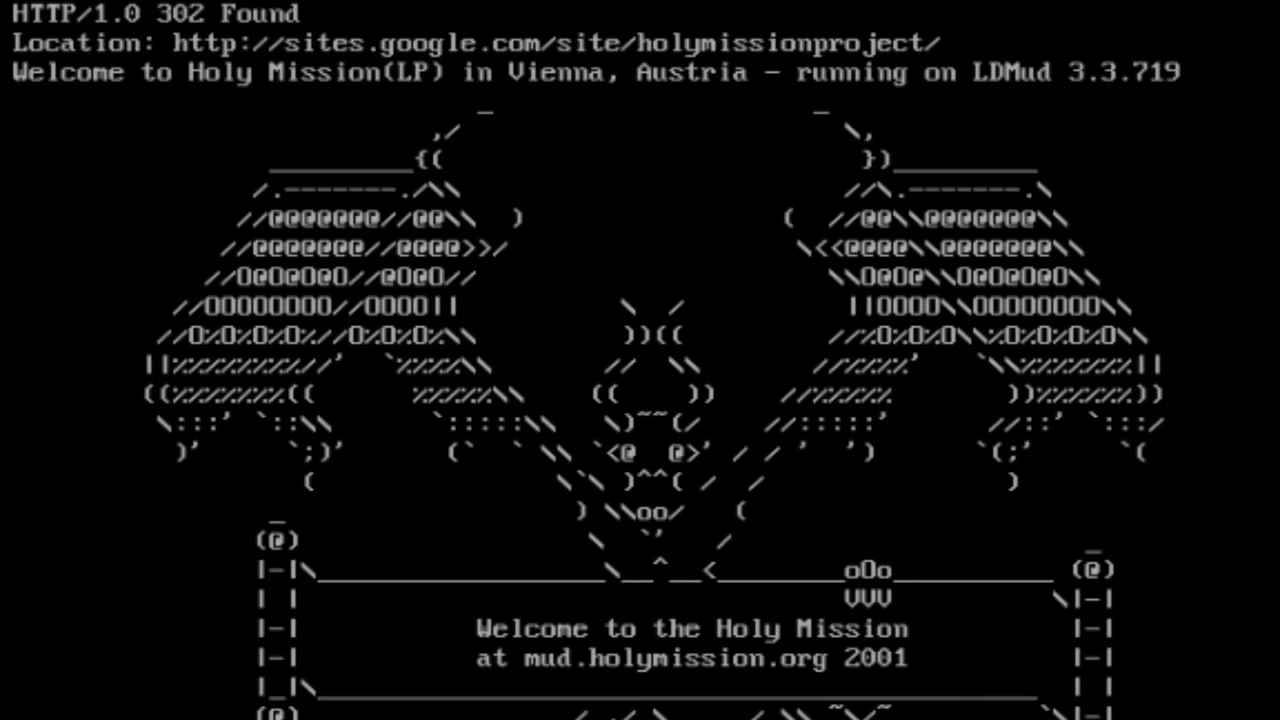 HTTP/1.0 302 Found
Location: http://sites.google.com/site/holymissionproject/
Welcome to Holy Mission(LP) in Vienna, Austria - running on LDMud 3.3.719
Welcome to the Holy Mission
at mud.holymission.org 2001